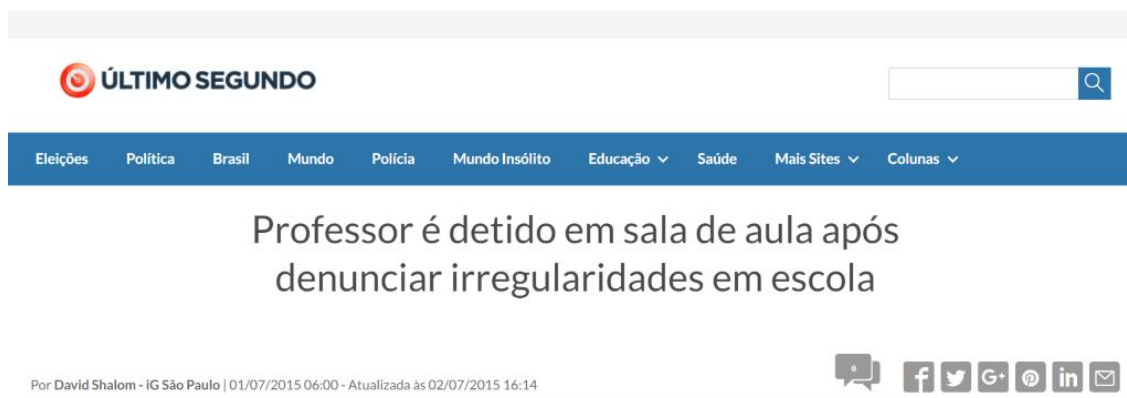 ÚLTIMO SEGUNDO
Eleições Política Brasil Mundo Polícia Mundo Insólito Educação Saúde Mais Sites Colunas
Professor é detido em sala de aula após
denunciar irregularidades em escola
Por David Shalom - iG São Paulo | 01/07/2015 06:00 - Atualizada às 02/07/2015 16:14
0 f G+ in